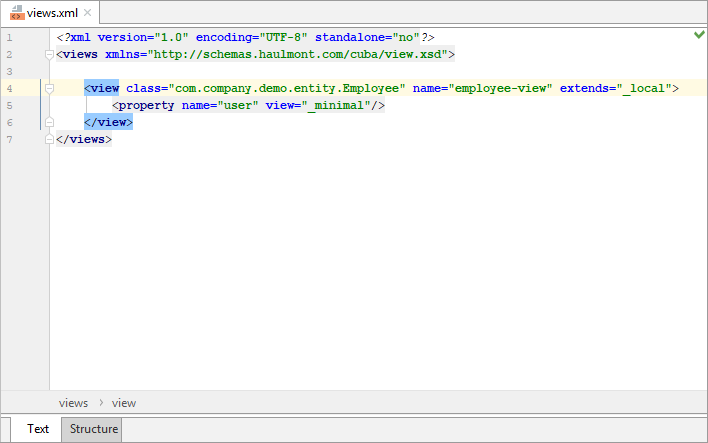 views.xml
1 <?xml version="1.0" encoding="UTF-8" standalone="no"?>
2 <views xmlns="http://schemas.haulmont.com/cuba/view.xsd">
3
4 <view class="com.company.demo.entity.Employee" name="employee-view" extends="_local">
5 <property name="user" view="_minimal"/>
6 </view>
7 </views>
views > view
Text Structure